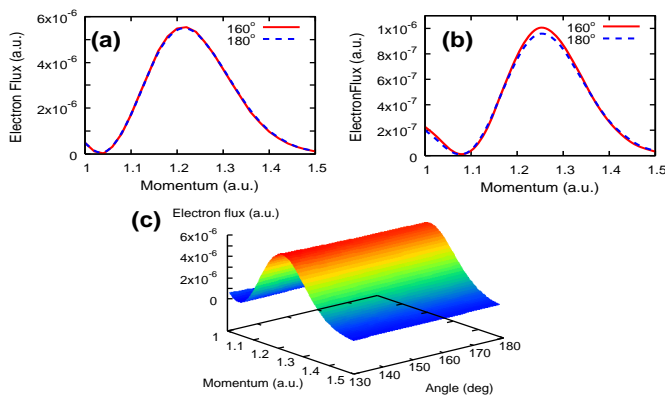 (a)
160°
180°
Electron Flux (a.u.)
6x10⁻⁶
4x10⁻⁶
2x10⁻⁶
0
1 1.1 1.2 1.3 1.4 1.5
Momentum (a.u.)
(b)
160°
180°
ElectronFlux (a.u.)
1x10⁻⁶
8x10⁻⁷
6x10⁻⁷
4x10⁻⁷
2x10⁻⁷
0
1 1.1 1.2 1.3 1.4 1.5
Momentum (a.u.)
(c)
Electron flux (a.u.)
6x10⁻⁶
4x10⁻⁶
2x10⁻⁶
0
1 1.1 1.2 1.3 1.4 1.5
Momentum (a.u.)
130 140 150 160 170 180
Angle (deg)